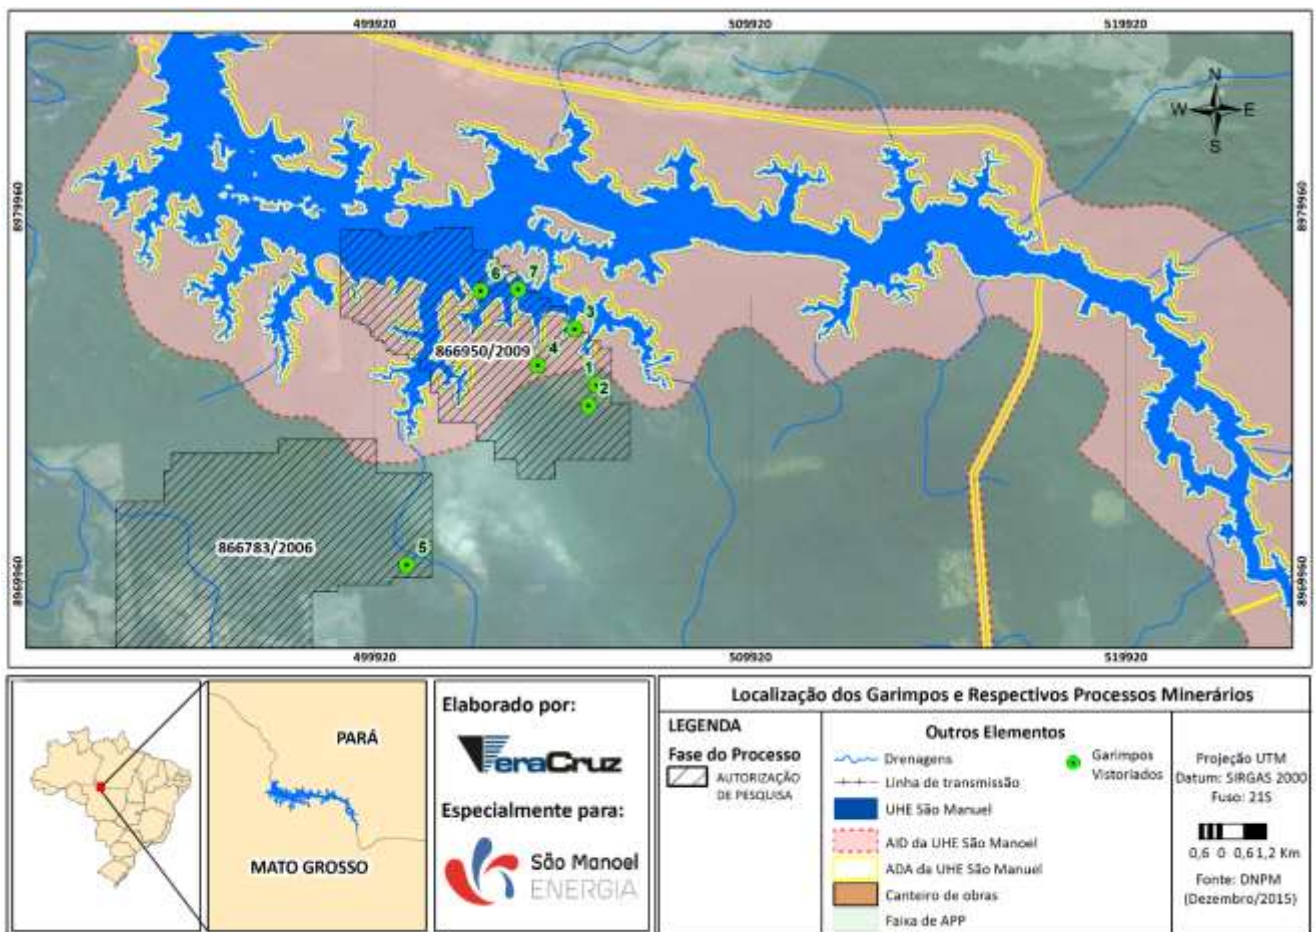 499920 509920 519920
8979960 8979960
N
W E
S
6 7
3
866950/2009 4
1
2
866783/2006 5
8969960 8969960
499920 509920 519920
PARÁ
MATO GROSSO
Elaborado por:
VeraCruz
Especialmente para:
São Manoel
ENERGIA
Localização dos Garimpos e Respectivos Processos Minerários
LEGENDA
Fase do Processo
AUTORIZAÇÃO
DE PESQUISA
Outros Elementos
Drenagens
Linha de transmissão
UHE São Manuel
AID da UHE São Manoel
ADA da UHE São Manuel
Canteiro de obras
Faixa de APP
Garimpos
Vistoriados
Projeção UTM
Datum: SIRGAS 2000
Fuso: 21S
0,6 0 0,61,2 Km
Fonte: DNPM
(Dezembro/2015)